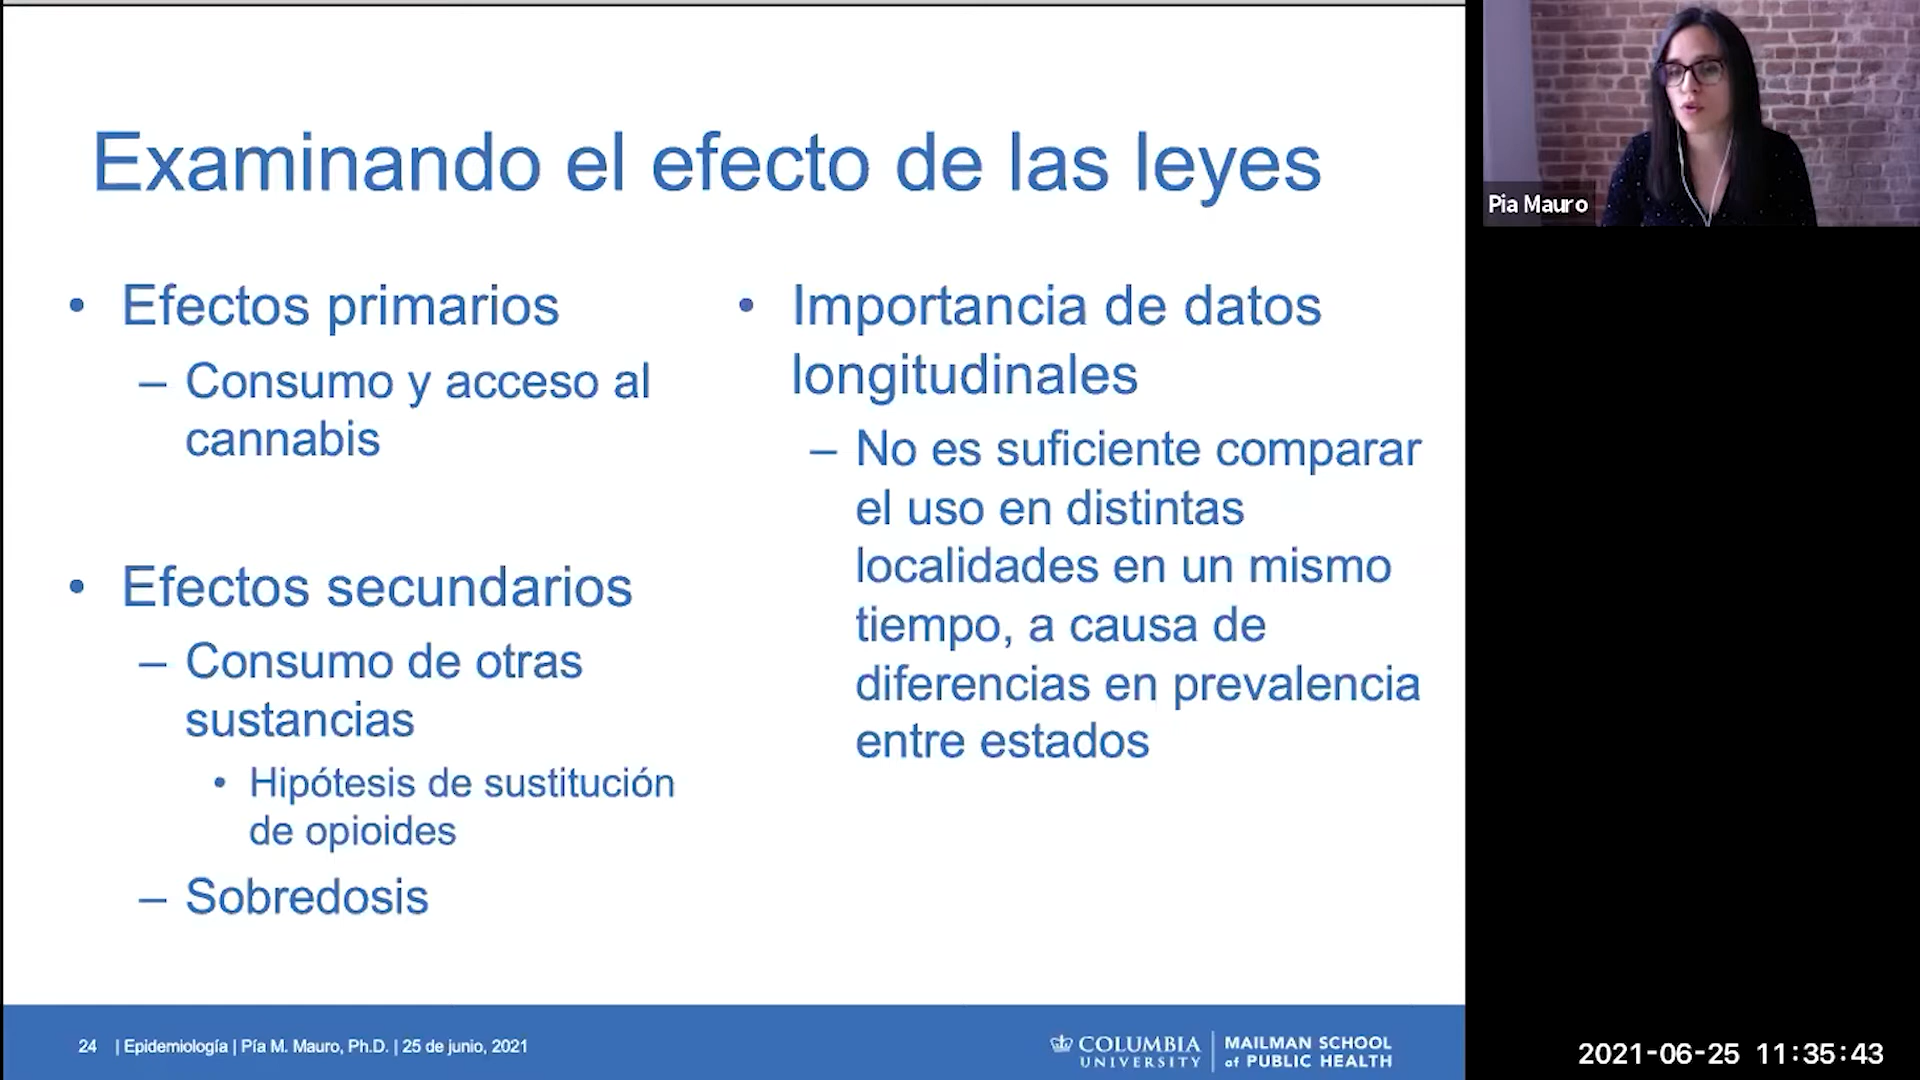 Examinando el efecto de las leyes
• Efectos primarios
– Consumo y acceso al
cannabis
• Efectos secundarios
– Consumo de otras
sustancias
• Hipótesis de sustitución
de opioides
– Sobredosis
• Importancia de datos
longitudinales
– No es suficiente comparar
el uso en distintas
localidades en un mismo
tiempo, a causa de
diferencias en prevalencia
entre estados
24 | Epidemiología | Pía M. Mauro, Ph.D. | 25 de junio, 2021
COLUMBIA
UNIVERSITY
MAILMAN SCHOOL
of PUBLIC HEALTH
Pia Mauro
2021-06-25 11:35:43